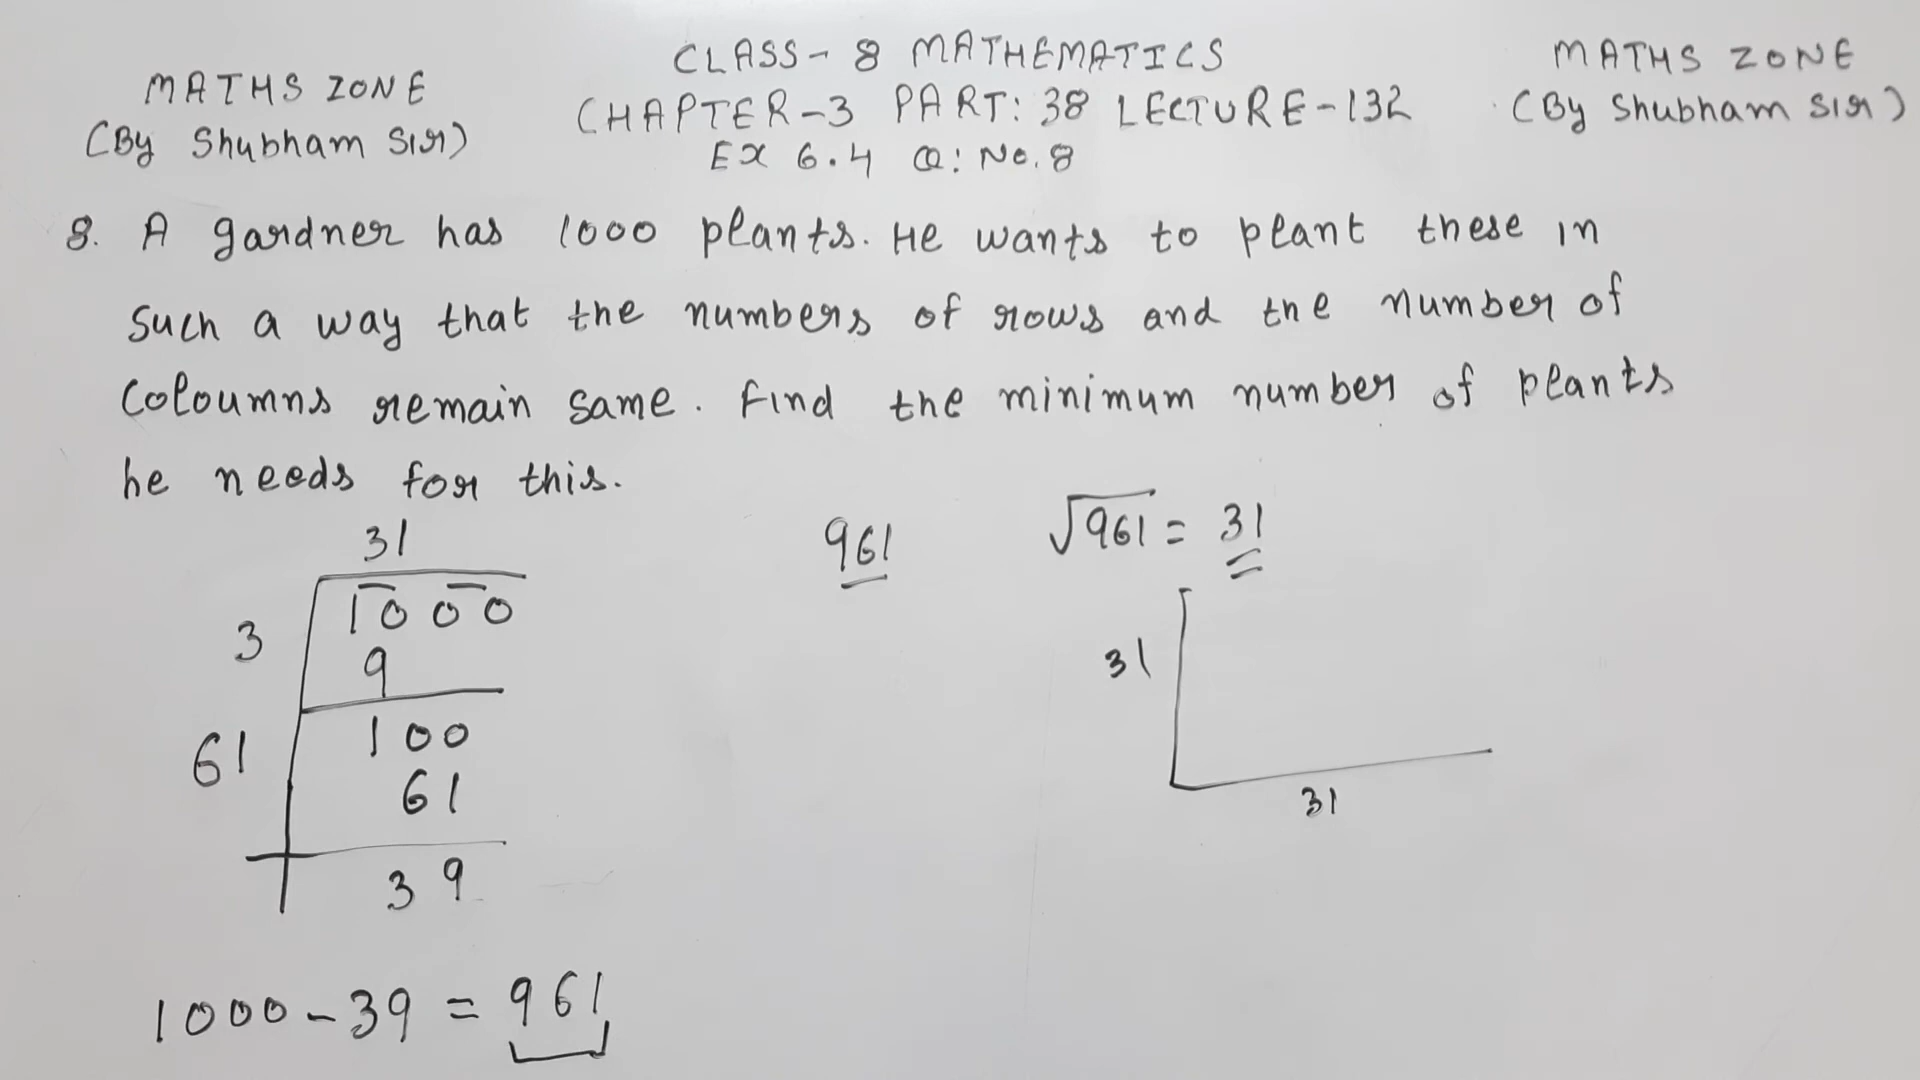 MATHS ZONE
(By Shubham Sir)
CLASS- 8 MATHEMATICS
CHAPTER-3 PART: 38 LECTURE-132
EX 6.4 Q: No. 8
MATHS ZONE
(By Shubham Sir)
8. A gardner has 1000 plants. He wants to plant these in
such a way that the numbers of rows and the number of
coloumns remain same. Find the minimum number of plants
he needs for this.
31
3 1000
9
61 100
61
39
1000-39 = 961
961
√961 = 31
31
31